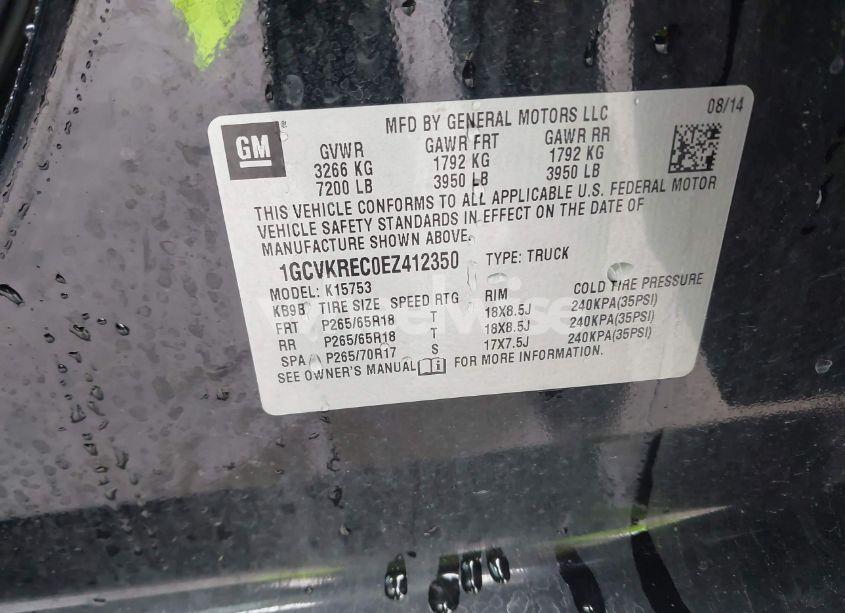 GM
MFD BY GENERAL MOTORS LLC 08/14
GVWR GAWR FRT GAWR RR
3266 KG 1792 KG 1792 KG
7200 LB 3950 LB 3950 LB
THIS VEHICLE CONFORMS TO ALL APPLICABLE U.S. FEDERAL MOTOR
VEHICLE SAFETY STANDARDS IN EFFECT ON THE DATE OF
MANUFACTURE SHOWN ABOVE.
1GCVKREC0EZ412350 TYPE: TRUCK
MODEL: K15753
KB9B TIRE SIZE SPEED RTG RIM COLD TIRE PRESSURE
FRT P265/65R18 T 18X8.5J 240KPA(35PSI)
RR P265/65R18 T 18X8.5J 240KPA(35PSI)
SPA P265/70R17 S 17X7.5J 240KPA(35PSI)
SEE OWNER'S MANUAL FOR MORE INFORMATION.